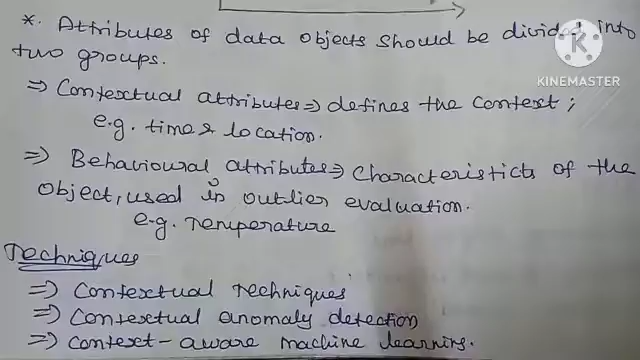 *. Attributes of data objects should be divided into
two groups.
⇒ Contextual attributes ⇒ defines the context;
e.g. time & location.
⇒ Behavioural attributes ⇒ Characteristicts of the
object, used in outlier evaluation.
e.g. Temperature
Techniques
⇒ Contextual Techniques
⇒ Contextual anomaly detection
⇒ Context-aware machine learning.
K
KINEMASTER